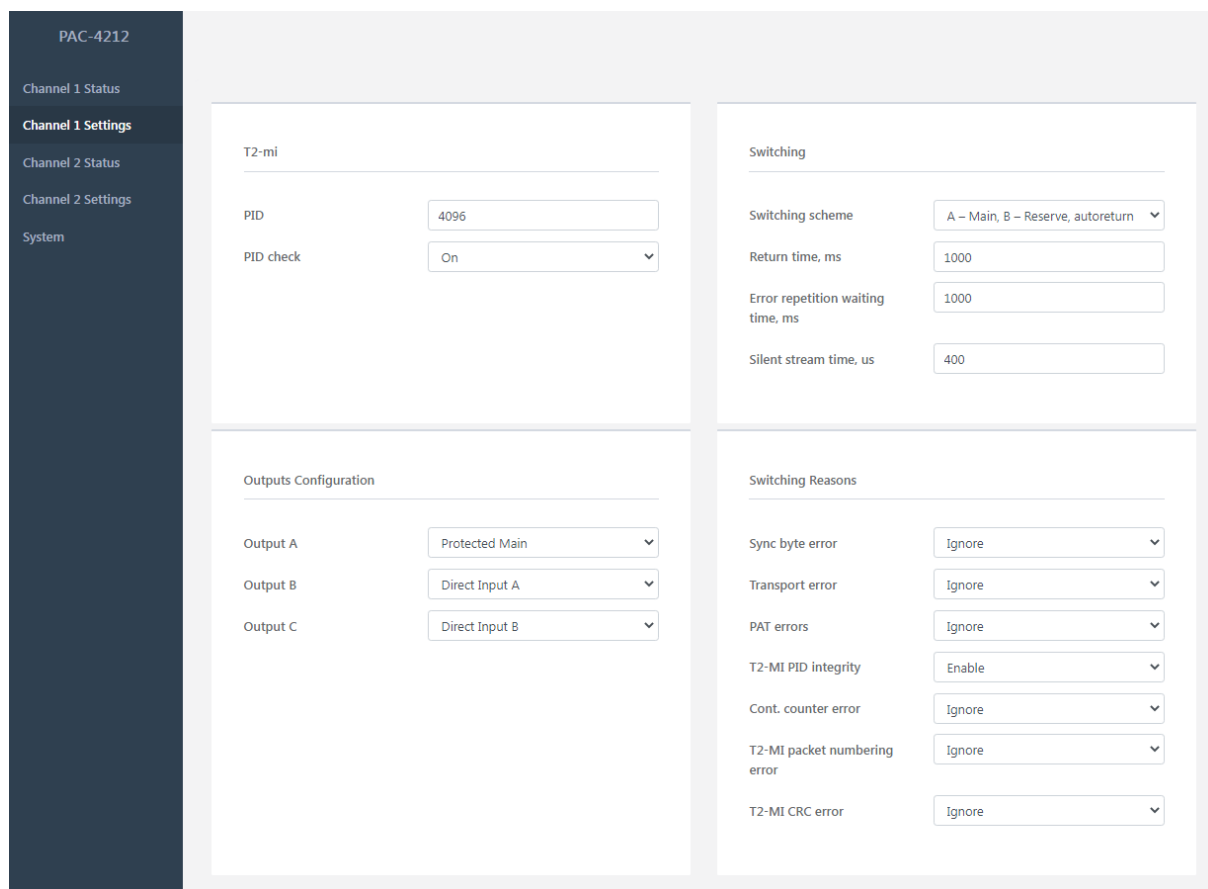 PAC-4212
Channel 1 Status
Channel 1 Settings
Channel 2 Status
Channel 2 Settings
System
T2-mi
PID 4096
PID check On
Switching
Switching scheme A – Main, B – Reserve, autoreturn
Return time, ms 1000
Error repetition waiting 1000
time, ms
Silent stream time, us 400
Outputs Configuration
Output A Protected Main
Output B Direct Input A
Output C Direct Input B
Switching Reasons
Sync byte error Ignore
Transport error Ignore
PAT errors Ignore
T2-MI PID integrity Enable
Cont. counter error Ignore
T2-MI packet numbering Ignore
error
T2-MI CRC error Ignore